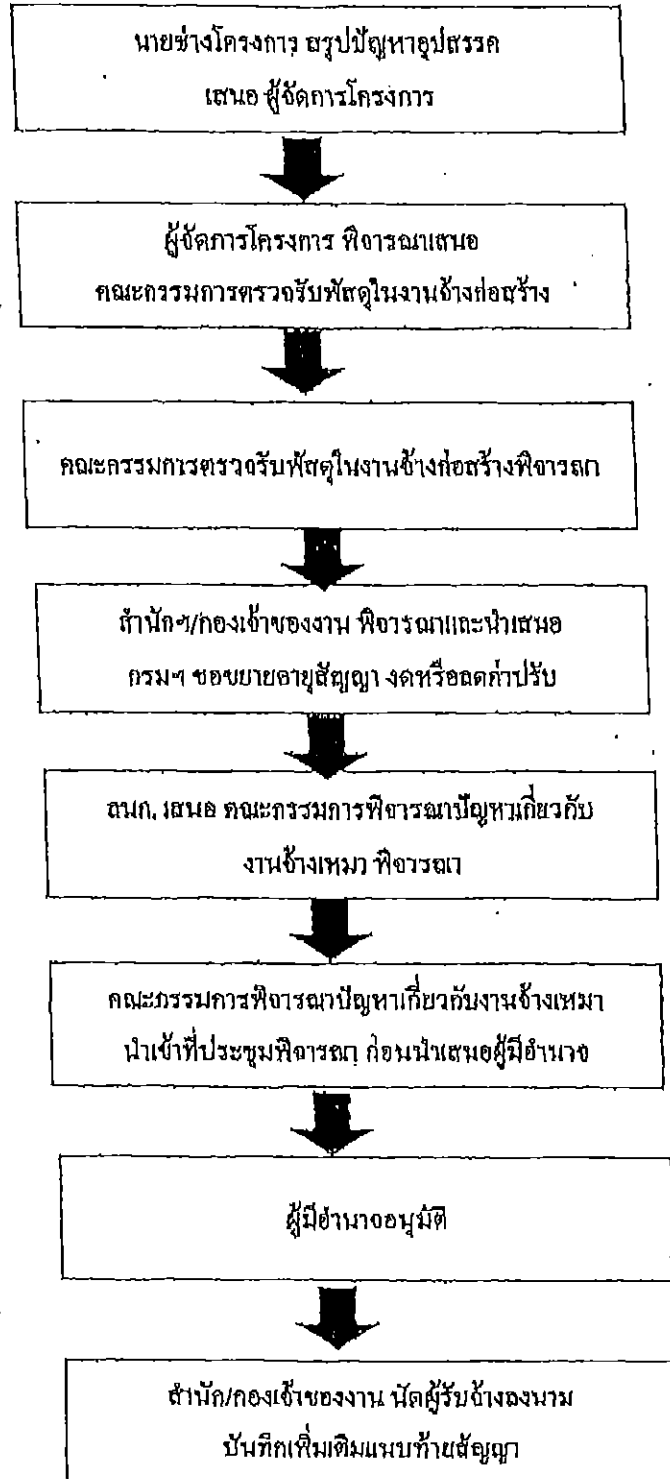 นายช่างโครงการ สรุปปัญหาอุปสรรค
เสนอ ผู้จัดการโครงการ
ผู้จัดการโครงการ พิจารณาเสนอ
คณะกรรมการตรวจรับพัสดุในงานจ้างก่อสร้าง
คณะกรรมการตรวจรับพัสดุในงานจ้างก่อสร้างพิจารณา
สำนักฯ/กองเจ้าของงาน พิจารณาและนำเสนอ
กรมฯ ขอขยายอายุสัญญา งดหรือลดค่าปรับ
สนก. เสนอ คณะกรรมการพิจารณาปัญหาเกี่ยวกับ
งานจ้างเหมา พิจารณา
คณะกรรมการพิจารณาปัญหาเกี่ยวกับงานจ้างเหมา
นำเข้าที่ประชุมพิจารณา ก่อนนำเสนอผู้มีอำนาจ
ผู้มีอำนาจอนุมัติ
สำนัก/กองเจ้าของงาน นัดผู้รับจ้างลงนาม
บันทึกเพิ่มเติมแนบท้ายสัญญา